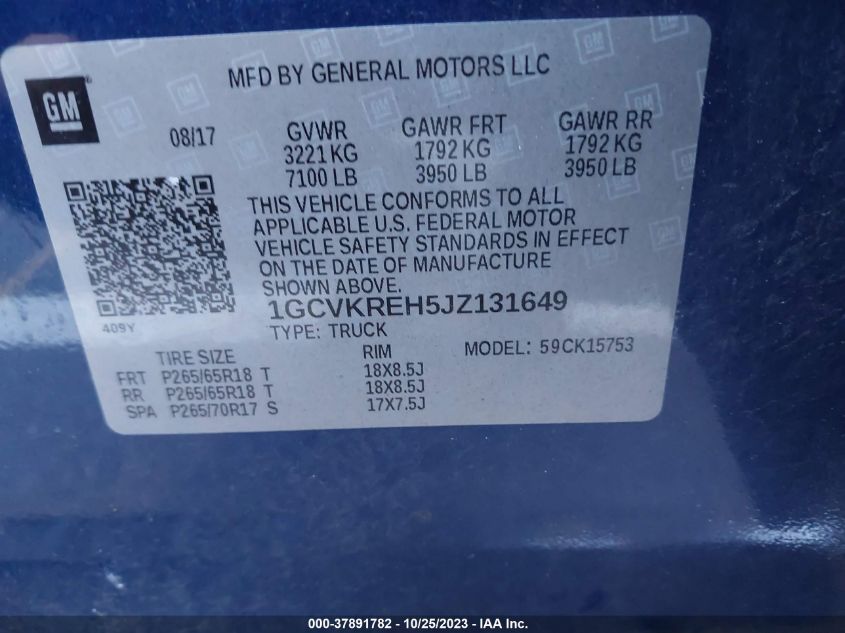 MFD BY GENERAL MOTORS LLC
GM
08/17
GVWR GAWR FRT GAWR RR
3221 KG 1792 KG 1792 KG
7100 LB 3950 LB 3950 LB
THIS VEHICLE CONFORMS TO ALL
APPLICABLE U.S. FEDERAL MOTOR
VEHICLE SAFETY STANDARDS IN EFFECT
ON THE DATE OF MANUFACTURE
SHOWN ABOVE.
1GCVKREH5JZ131649
409Y
TYPE: TRUCK
TIRE SIZE RIM MODEL: 59CK15753
FRT P265/65R18 T 18X8.5J
RR P265/65R18 T 18X8.5J
SPA P265/70R17 S 17X7.5J
000-37891782 - 10/25/2023 - IAA Inc.